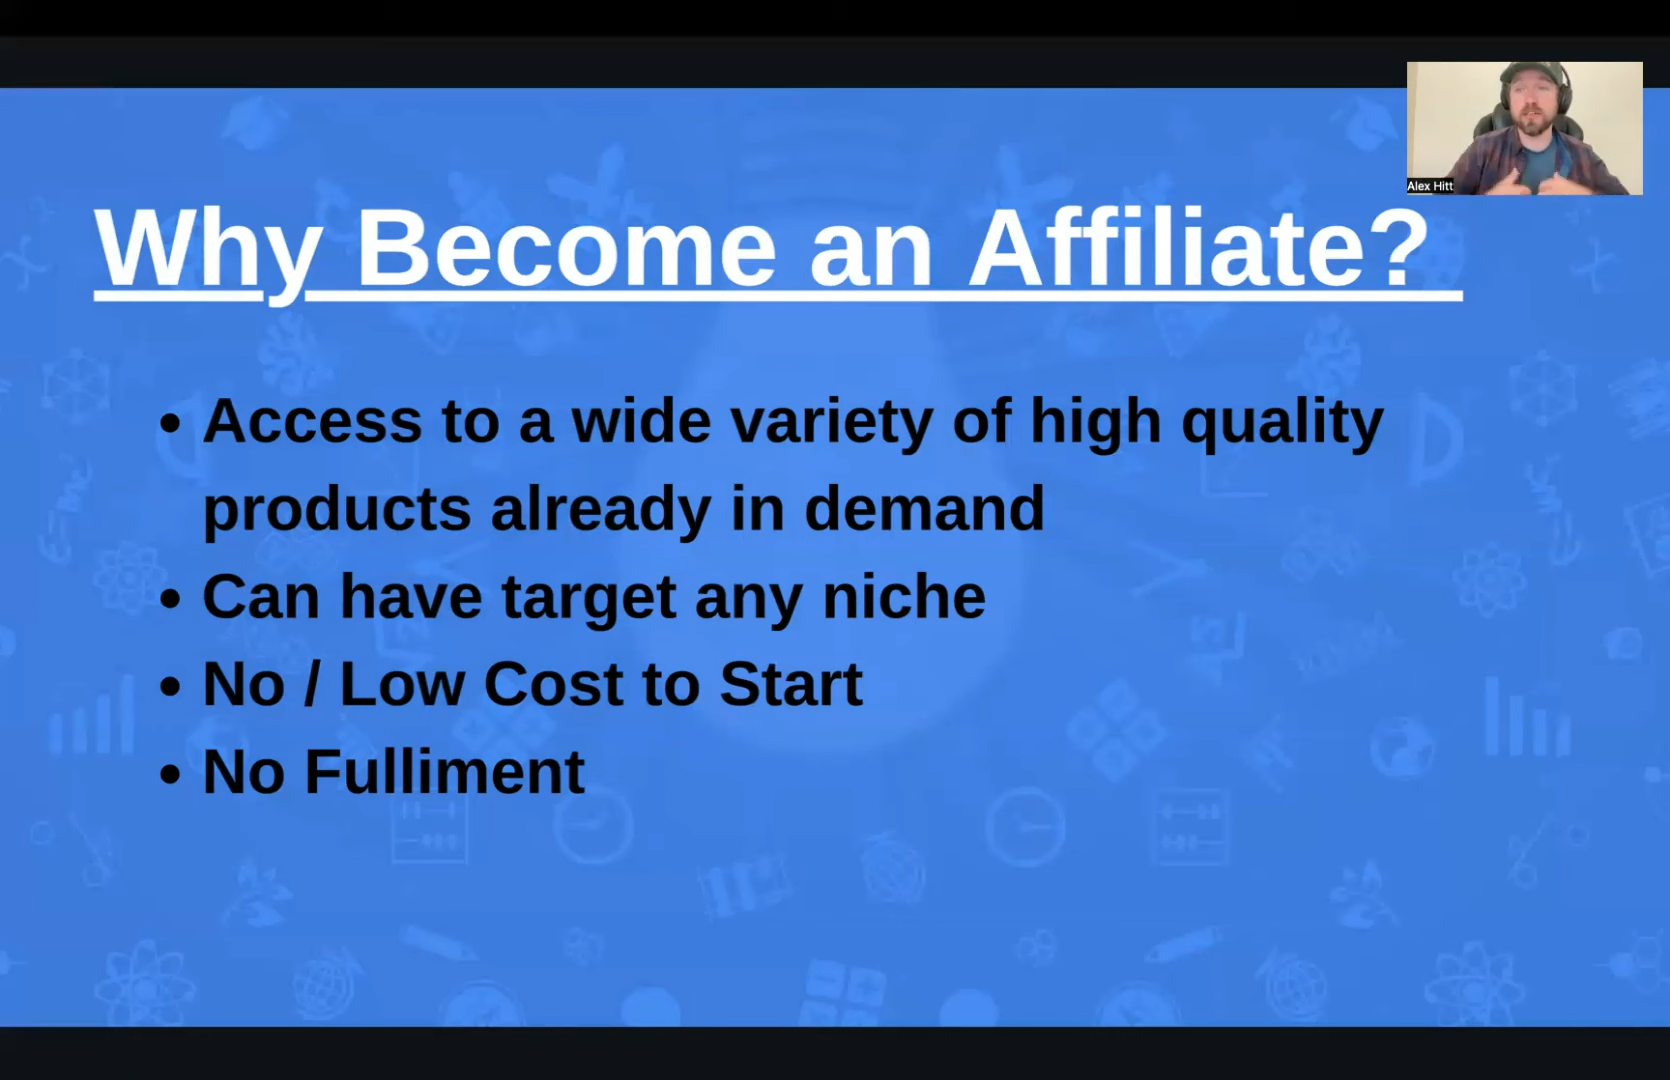 Alex Hitt
Why Become an Affiliate?
• Access to a wide variety of high quality
products already in demand
• Can have target any niche
• No / Low Cost to Start
• No Fulliment